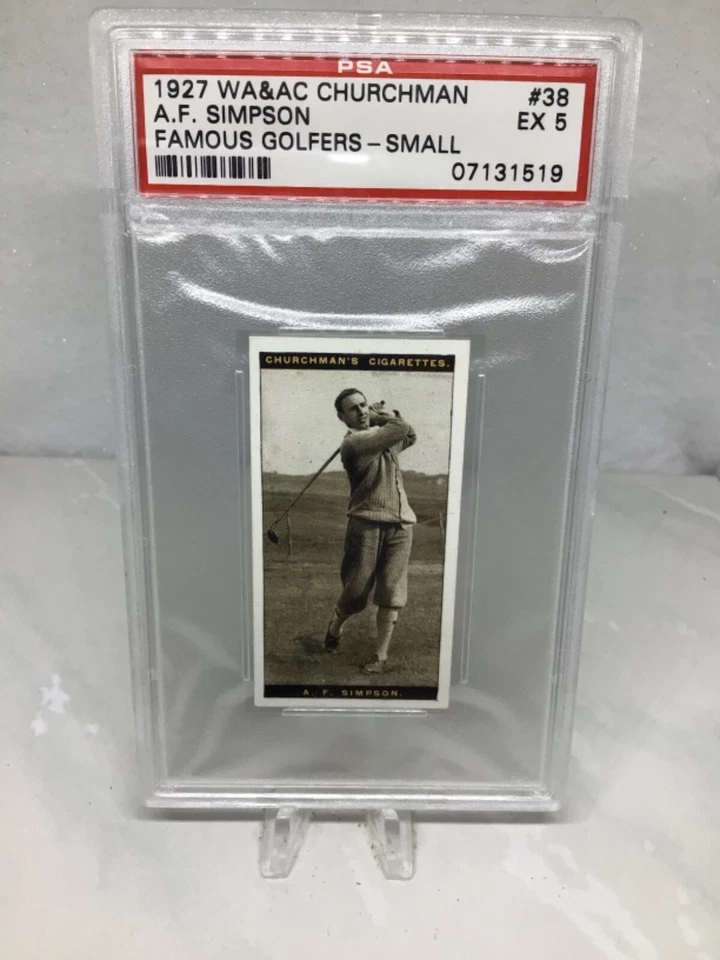 PSA
1927 WA&AC CHURCHMAN #38
A.F. SIMPSON EX 5
FAMOUS GOLFERS – SMALL
07131519
CHURCHMAN'S CIGARETTES.
A. F. SIMPSON.